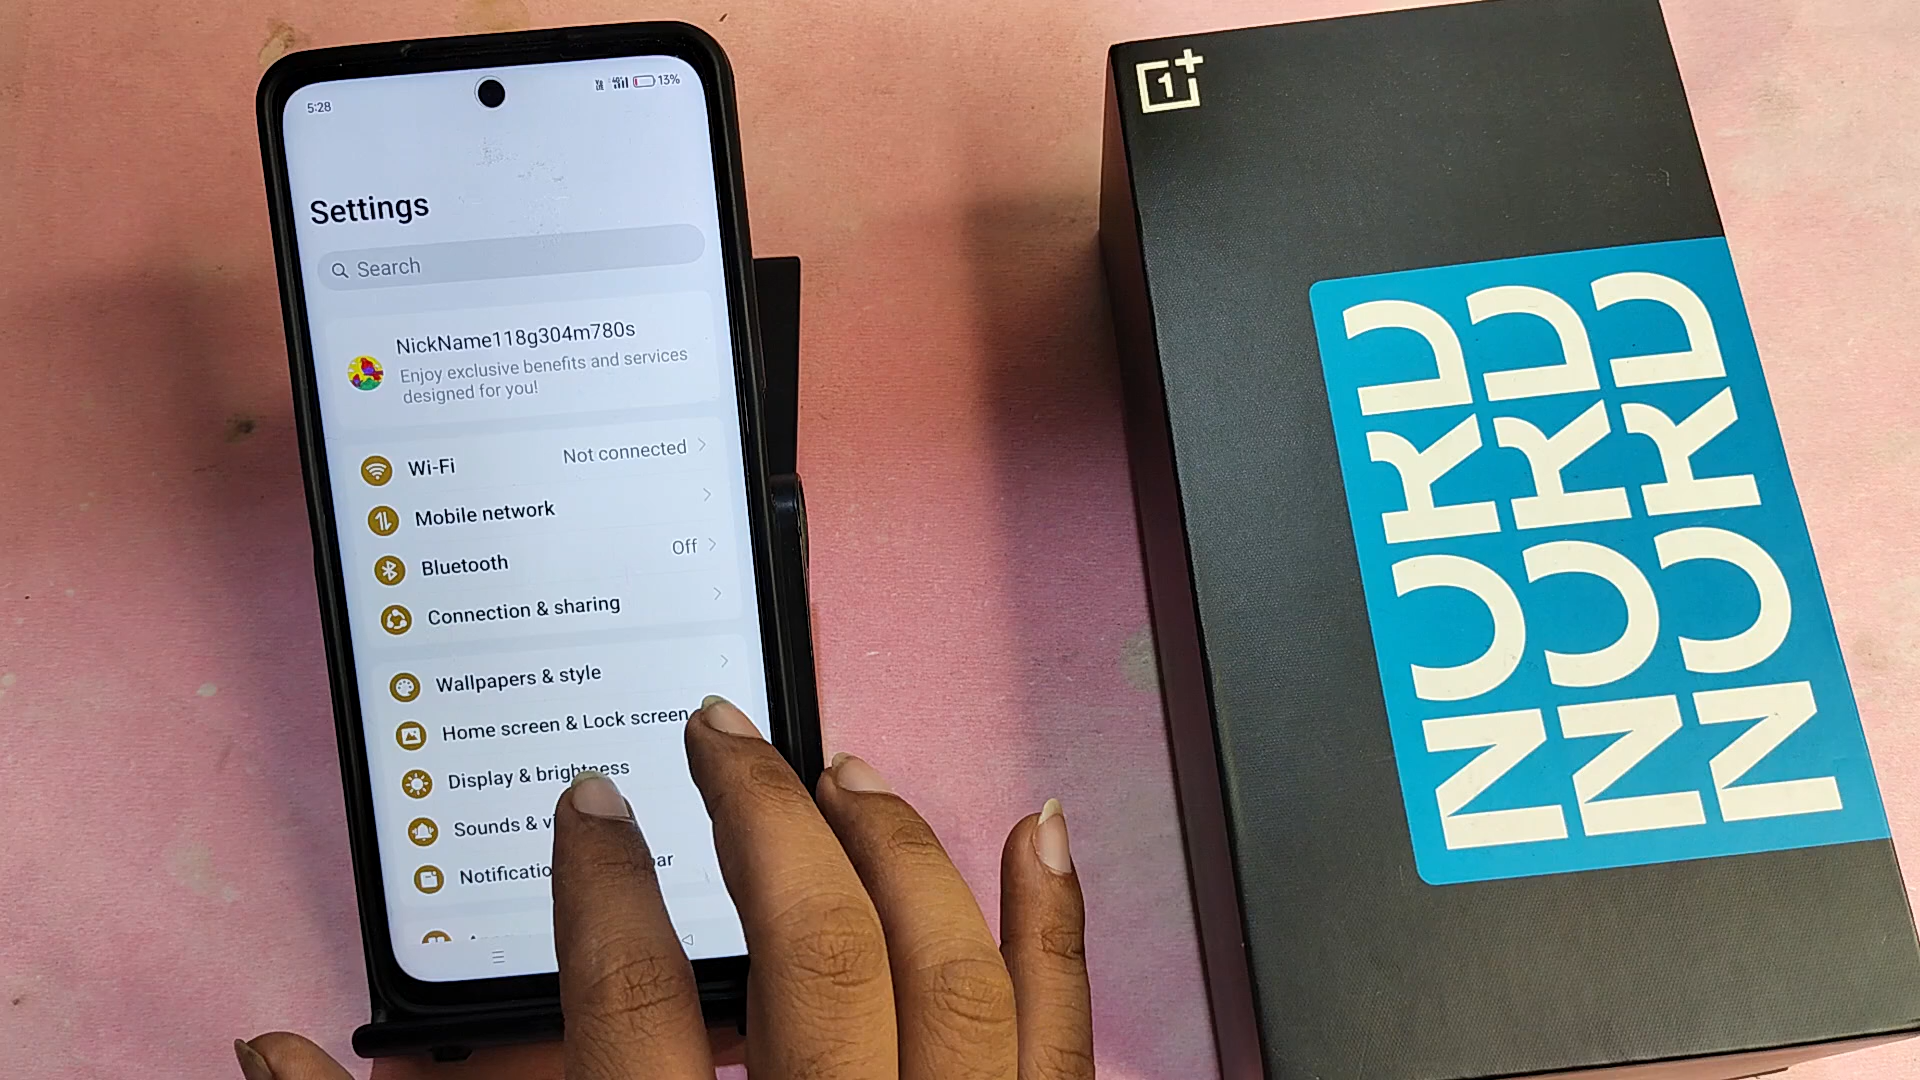 5:28
13%
Settings
Search
NickName118g304m780s
Enjoy exclusive benefits and services
designed for you!
Wi-Fi Not connected
Mobile network
Bluetooth Off
Connection & sharing
Wallpapers & style
Home screen & Lock screen
Display & brightness
Sounds &
1+
NORD
NORD
NORD